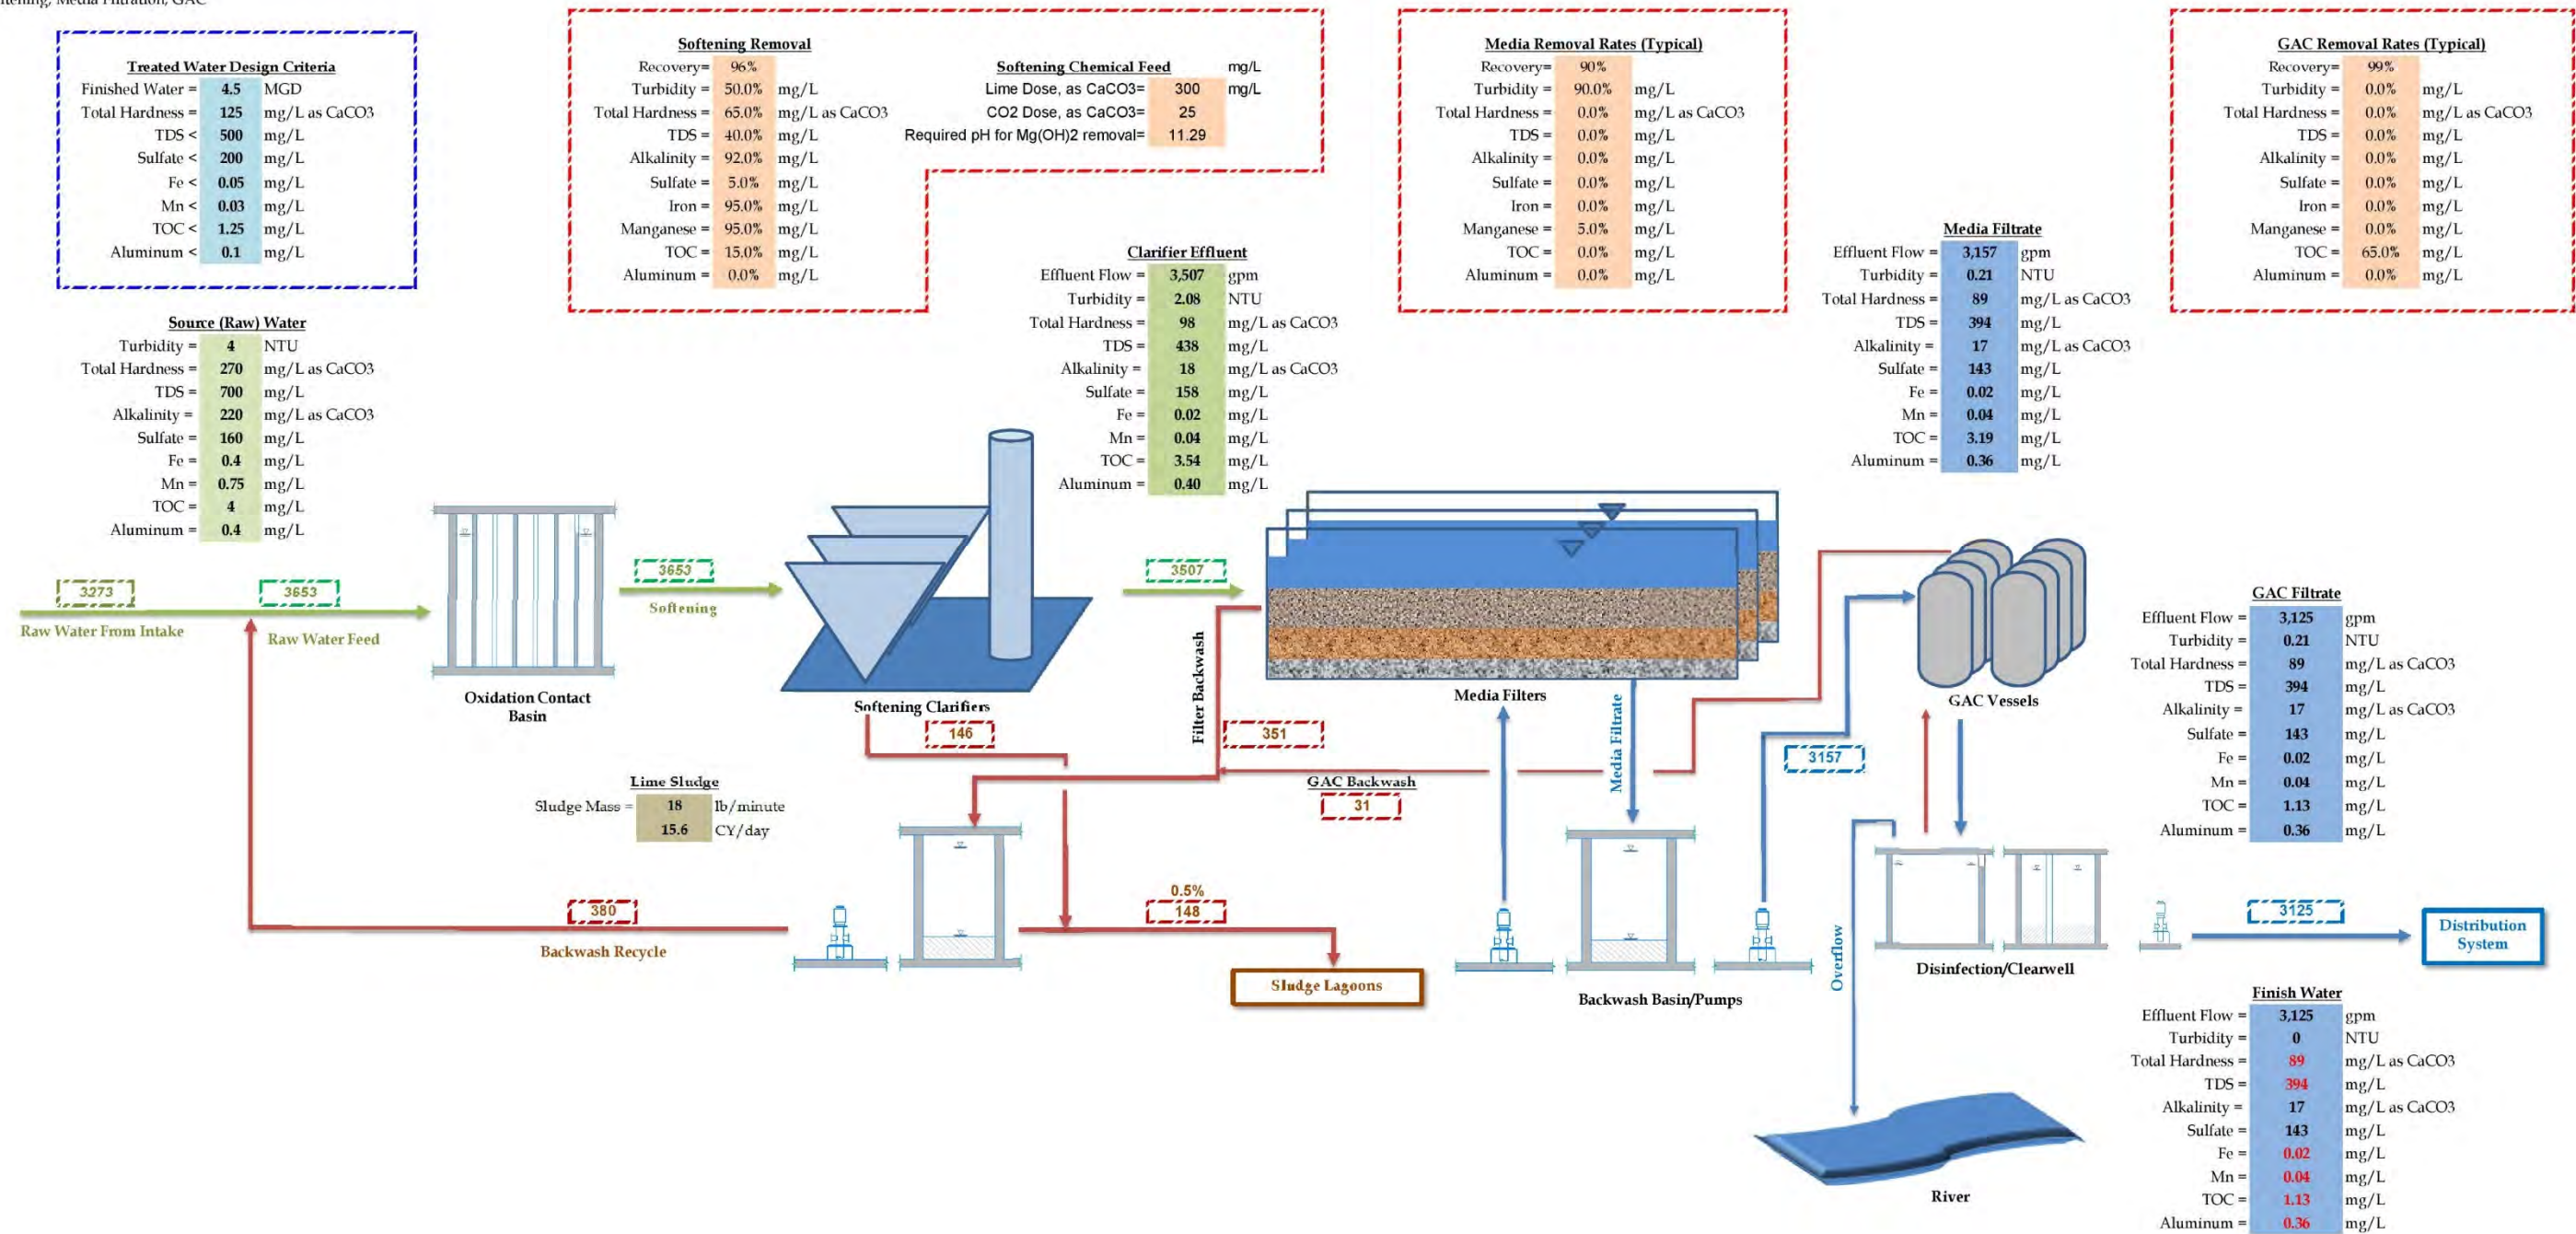 Media Filtration, GAC
Treated Water Design Criteria
Finished Water = 4.5 MGD
Total Hardness = 125 mg/L as CaCO3
TDS < 500 mg/L
Sulfate < 200 mg/L
Fe < 0.05 mg/L
Mn < 0.03 mg/L
TOC < 1.25 mg/L
Aluminum < 0.1 mg/L
Source (Raw) Water
Turbidity = 4 NTU
Total Hardness = 270 mg/L as CaCO3
TDS = 700 mg/L
Alkalinity = 220 mg/L as CaCO3
Sulfate = 160 mg/L
Fe = 0.4 mg/L
Mn = 0.75 mg/L
TOC = 4 mg/L
Aluminum = 0.4 mg/L
Softening Removal
Recovery= 96%
Turbidity = 50.0% mg/L
Total Hardness = 65.0% mg/L as CaCO3
TDS = 40.0% mg/L
Alkalinity = 92.0% mg/L
Sulfate = 5.0% mg/L
Iron = 95.0% mg/L
Manganese = 95.0% mg/L
TOC = 15.0% mg/L
Aluminum = 0.0% mg/L
Softening Chemical Feed mg/L
Lime Dose, as CaCO3= 300 mg/L
CO2 Dose, as CaCO3= 25
Required pH for Mg(OH)2 removal= 11.29
Clarifier Effluent
Effluent Flow = 3,507 gpm
Turbidity = 2.08 NTU
Total Hardness = 98 mg/L as CaCO3
TDS = 438 mg/L
Alkalinity = 18 mg/L as CaCO3
Sulfate = 158 mg/L
Fe = 0.02 mg/L
Mn = 0.04 mg/L
TOC = 3.54 mg/L
Aluminum = 0.40 mg/L
Media Removal Rates (Typical)
Recovery= 90%
Turbidity = 90.0% mg/L
Total Hardness = 0.0% mg/L as CaCO3
TDS = 0.0% mg/L
Alkalinity = 0.0% mg/L
Sulfate = 0.0% mg/L
Iron = 0.0% mg/L
Manganese = 5.0% mg/L
TOC = 0.0% mg/L
Aluminum = 0.0% mg/L
Media Filtrate
Effluent Flow = 3,157 gpm
Turbidity = 0.21 NTU
Total Hardness = 89 mg/L as CaCO3
TDS = 394 mg/L
Alkalinity = 17 mg/L as CaCO3
Sulfate = 143 mg/L
Fe = 0.02 mg/L
Mn = 0.04 mg/L
TOC = 3.19 mg/L
Aluminum = 0.36 mg/L
GAC Removal Rates (Typical)
Recovery= 99%
Turbidity = 0.0% mg/L
Total Hardness = 0.0% mg/L as CaCO3
TDS = 0.0% mg/L
Alkalinity = 0.0% mg/L
Sulfate = 0.0% mg/L
Iron = 0.0% mg/L
Manganese = 0.0% mg/L
TOC = 65.0% mg/L
Aluminum = 0.0% mg/L
3273
Raw Water From Intake
3653
Raw Water Feed
Oxidation Contact
Basin
3653
Softening
Softening Clarifiers
3507
Filter Backwash
Media Filters
Media Filtrate
GAC Vessels
146
351
3157
GAC Backwash
31
Lime Sludge
Sludge Mass = 18 lb/minute
15.6 CY/day
380
Backwash Recycle
0.5%
148
Sludge Lagoons
Backwash Basin/Pumps
Overflow
Disinfection/Clearwell
3125
Distribution
System
River
GAC Filtrate
Effluent Flow = 3,125 gpm
Turbidity = 0.21 NTU
Total Hardness = 89 mg/L as CaCO3
TDS = 394 mg/L
Alkalinity = 17 mg/L as CaCO3
Sulfate = 143 mg/L
Fe = 0.02 mg/L
Mn = 0.04 mg/L
TOC = 1.13 mg/L
Aluminum = 0.36 mg/L
Finish Water
Effluent Flow = 3,125 gpm
Turbidity = 0 NTU
Total Hardness = 89 mg/L as CaCO3
TDS = 394 mg/L
Alkalinity = 17 mg/L as CaCO3
Sulfate = 143 mg/L
Fe = 0.02 mg/L
Mn = 0.04 mg/L
TOC = 1.13 mg/L
Aluminum = 0.36 mg/L